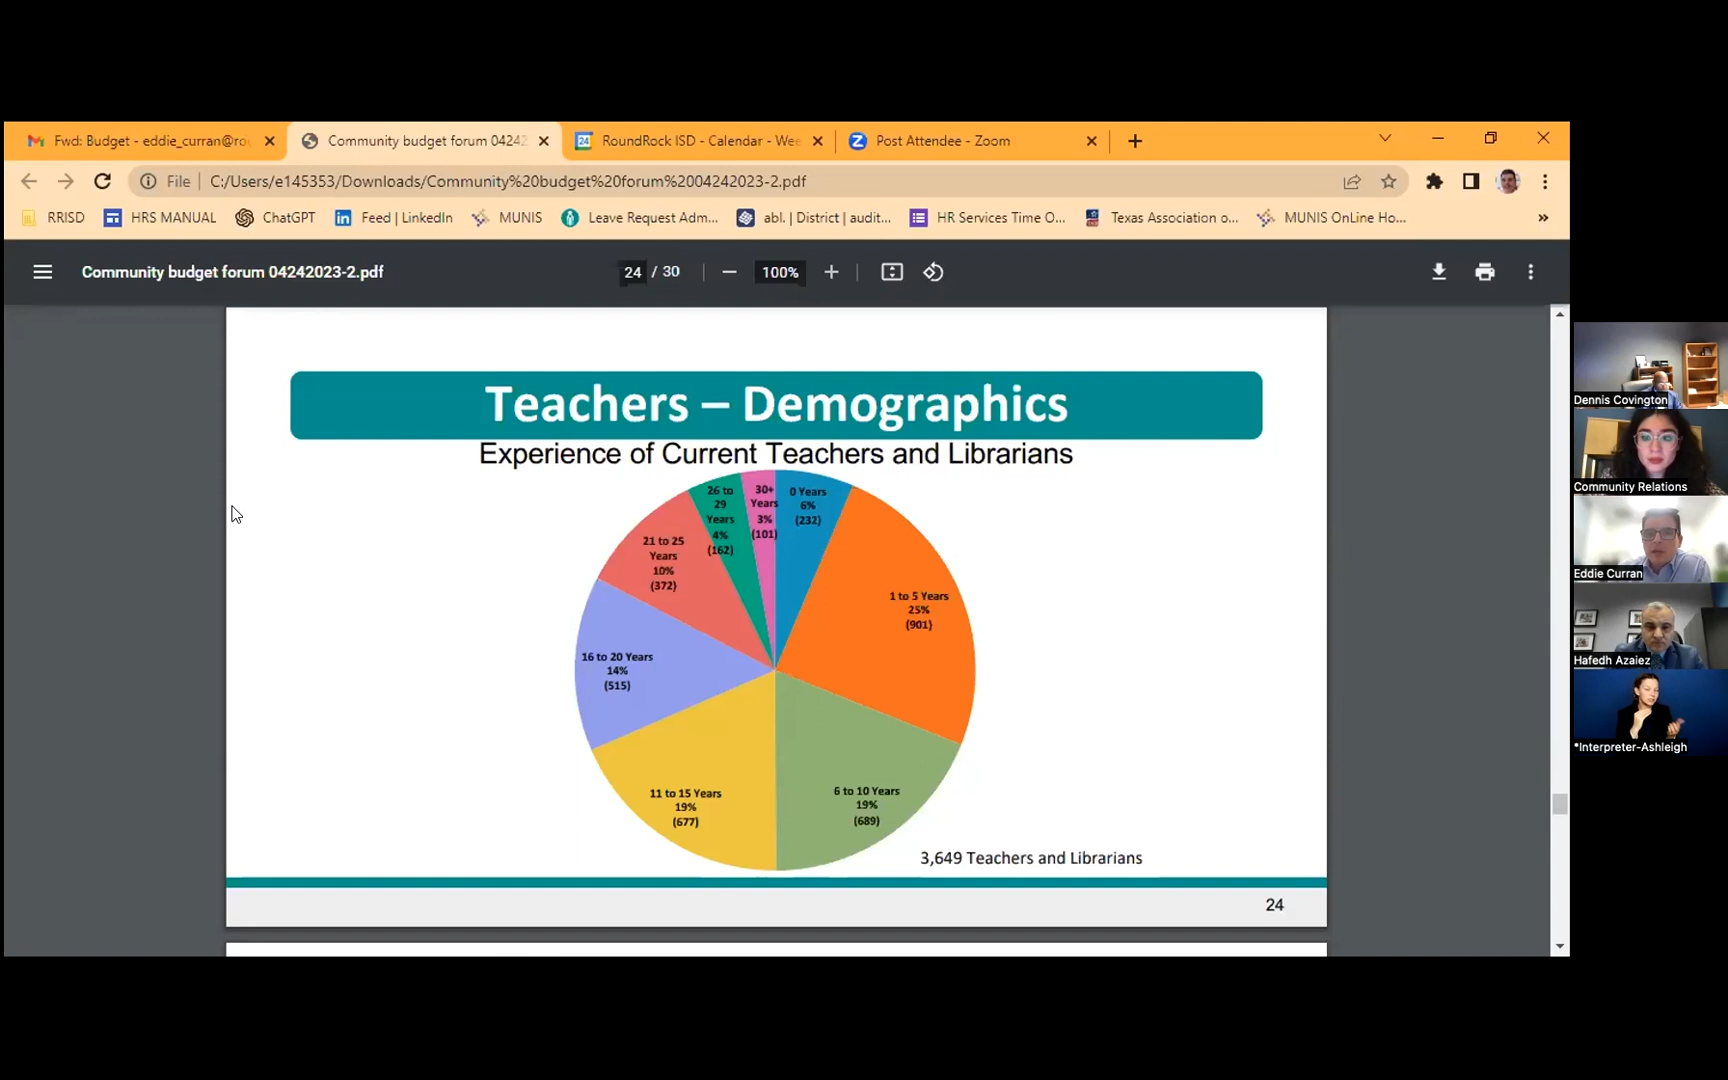 Fwd: Budget - eddie_curran@ro
Community budget forum 04242
24 RoundRock ISD - Calendar - Wee
Post Attendee - Zoom
File C:/Users/e145353/Downloads/Community%20budget%20forum%2004242023-2.pdf
RRISD HRS MANUAL ChatGPT Feed | LinkedIn MUNIS Leave Request Adm... abl. | District | audit... HR Services Time O... Texas Association o... MUNIS OnLine Ho... »
Community budget forum 04242023-2.pdf 24 / 30 100%
Teachers – Demographics
Experience of Current Teachers and Librarians
0 Years
6%
(232)
1 to 5 Years
25%
(901)
6 to 10 Years
19%
(689)
11 to 15 Years
19%
(677)
16 to 20 Years
14%
(515)
21 to 25
Years
10%
(372)
26 to
29
Years
4%
(162)
30+
Years
3%
(101)
3,649 Teachers and Librarians
24
Dennis Covington
Community Relations
Eddie Curran
Hafedh Azaiez
*Interpreter-Ashleigh